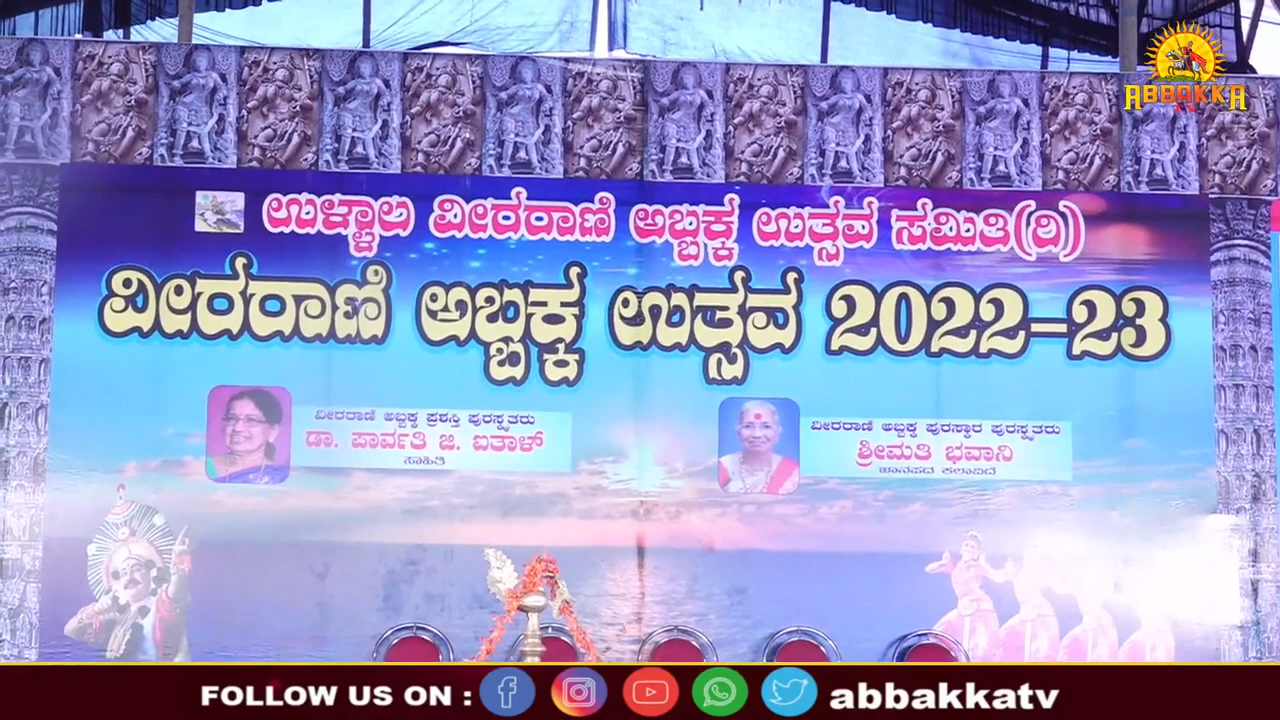 ABBAKKA
TV
ಉಳ್ಳಾಲ ವೀರರಾಣಿ ಅಬ್ಬಕ್ಕ ಉತ್ಸವ ಸಮಿತಿ(ರಿ)
ವೀರರಾಣಿ ಅಬ್ಬಕ್ಕ ಉತ್ಸವ 2022-23
ವೀರರಾಣಿ ಅಬ್ಬಕ್ಕ ಪ್ರಶಸ್ತಿ ಪುರಸ್ಕೃತರು
ಡಾ. ಪಾರ್ವತಿ ಜಿ. ಐತಾಳ್
ಸಾಹಿತಿ
ವೀರರಾಣಿ ಅಬ್ಬಕ್ಕ ಪುರಸ್ಕಾರ ಪುರಸ್ಕೃತರು
ಶ್ರೀಮತಿ ಭವಾನಿ
ಜಾನಪದ ಕಲಾವಿದೆ
FOLLOW US ON : abbakkatv